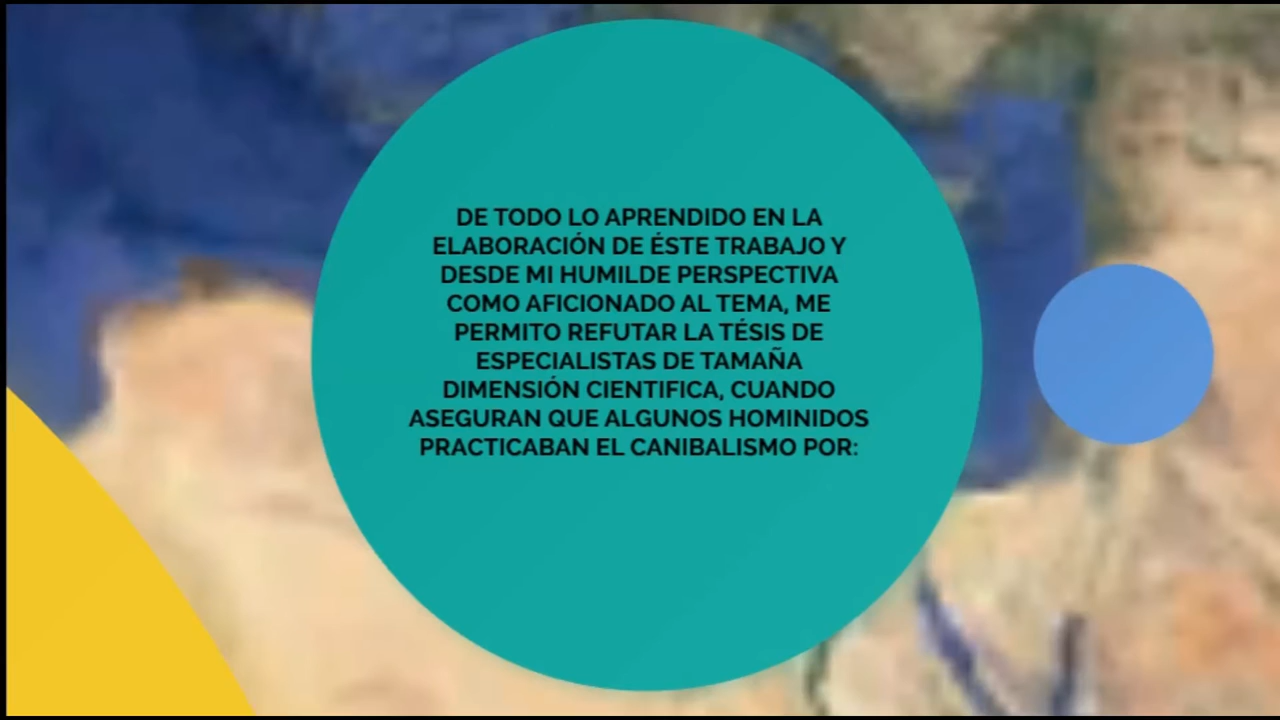 DE TODO LO APRENDIDO EN LA
ELABORACIÓN DE ÉSTE TRABAJO Y
DESDE MI HUMILDE PERSPECTIVA
COMO AFICIONADO AL TEMA, ME
PERMITO REFUTAR LA TÉSIS DE
ESPECIALISTAS DE TAMAÑA
DIMENSIÓN CIENTIFICA, CUANDO
ASEGURAN QUE ALGUNOS HOMINIDOS
PRACTICABAN EL CANIBALISMO POR: